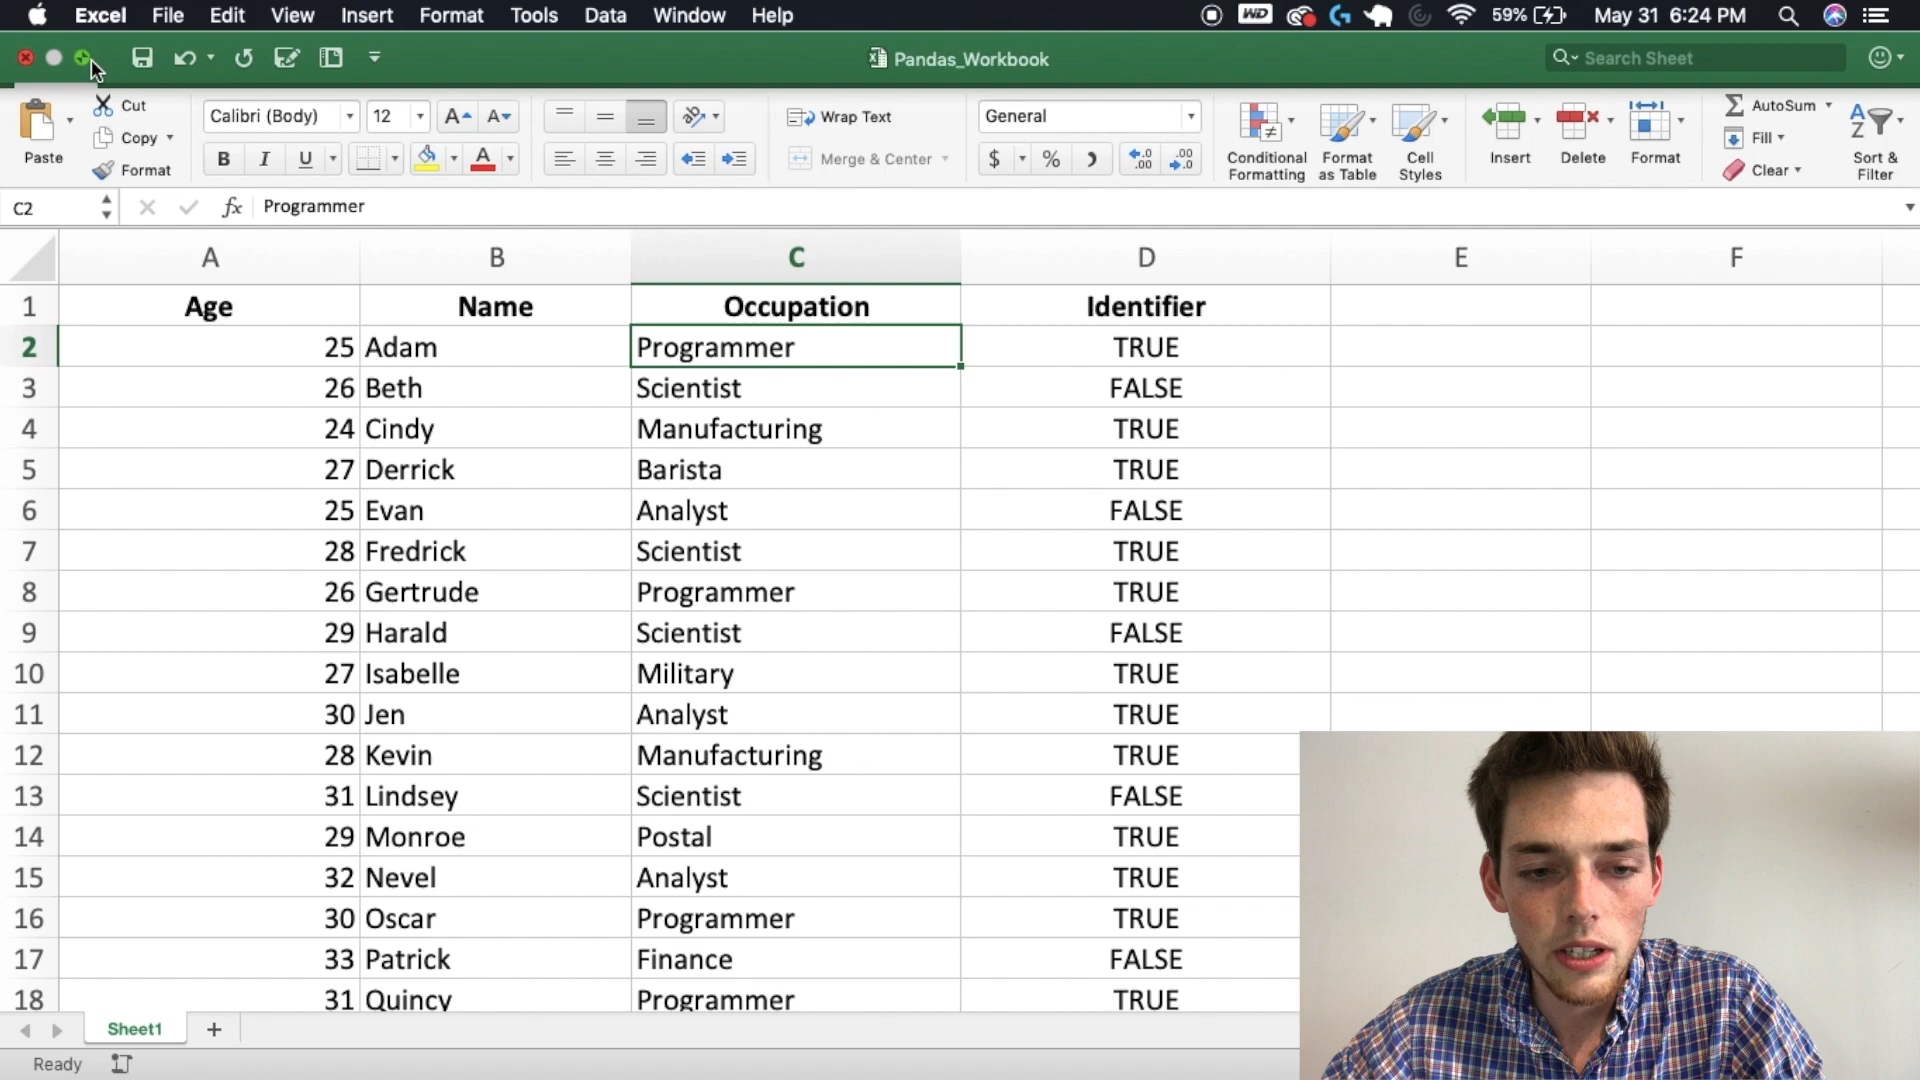 Excel File Edit View Insert Format Tools Data Window Help WD 59% May 31 6:24 PM
Pandas_Workbook Search Sheet
Paste Cut Copy Format
Calibri (Body) 12
B I U A
Wrap Text
Merge & Center
General
$ % .0 .00 .00 .0
Conditional Formatting
Format as Table
Cell Styles
Insert Delete Format
AutoSum
Fill
Clear
Sort & Filter
C2 fx Programmer
A B C D E F
1 Age Name Occupation Identifier
2 25 Adam Programmer TRUE
3 26 Beth Scientist FALSE
4 24 Cindy Manufacturing TRUE
5 27 Derrick Barista TRUE
6 25 Evan Analyst FALSE
7 28 Fredrick Scientist TRUE
8 26 Gertrude Programmer TRUE
9 29 Harald Scientist FALSE
10 27 Isabelle Military TRUE
11 30 Jen Analyst TRUE
12 28 Kevin Manufacturing TRUE
13 31 Lindsey Scientist FALSE
14 29 Monroe Postal TRUE
15 32 Nevel Analyst TRUE
16 30 Oscar Programmer TRUE
17 33 Patrick Finance FALSE
18 31 Quincy Programmer TRUE
Sheet1 +
Ready